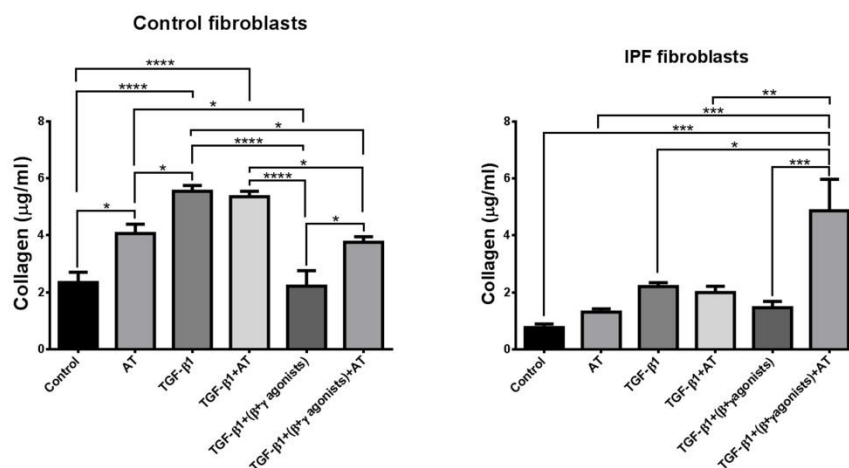 Control fibroblasts
****
****
*
*
****
*
*
*
****
*
*
Collagen (µg/ml)
8
6
4
2
0
Control
AT
TGF-β1
TGF-β1+AT
TGF-β1+(β+γ agonists)
TGF-β1+(β+γ agonists)+AT
IPF fibroblasts
**
***
***
*
***
Collagen (µg/ml)
8
6
4
2
0
Control
AT
TGF-β1
TGF-β1+AT
TGF-β1+(β+γagonists)
TGF-β1+(β+γagonists)+AT